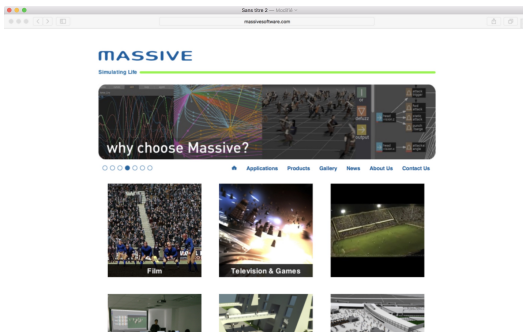 Sans titre 2 — Modifié
massivesoftware.com
MASSIVE
Simulating Life
why choose Massive?
Applications Products Gallery News About Us Contact Us
Film
Television & Games